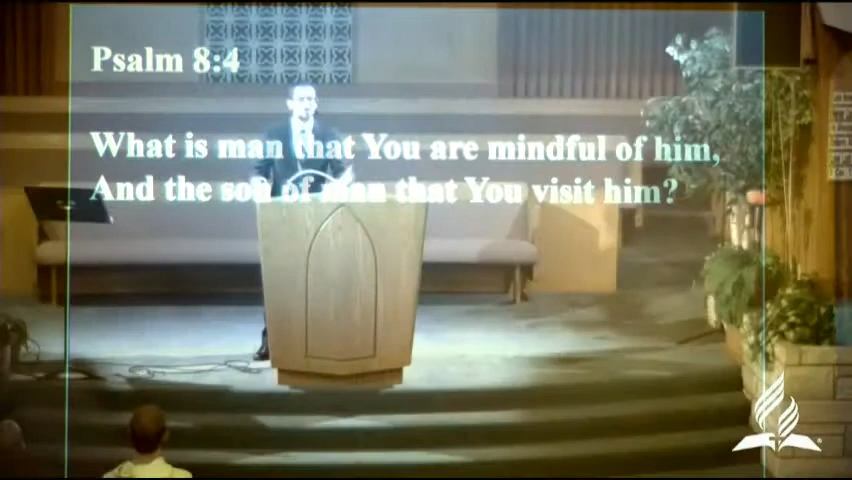 Psalm 8:4
What is man that You are mindful of him,
And the son of man that You visit him?